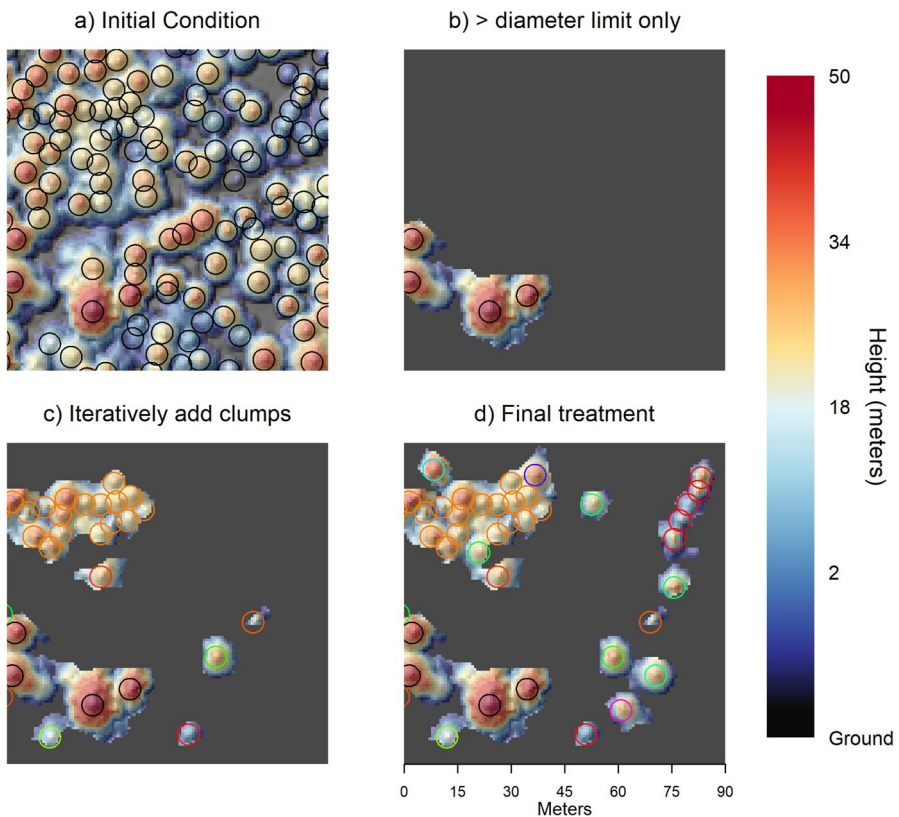 a) Initial Condition
b) > diameter limit only
c) Iteratively add clumps
d) Final treatment
50
34
18
2
Ground
Height (meters)
0 15 30 45 60 75 90
Meters